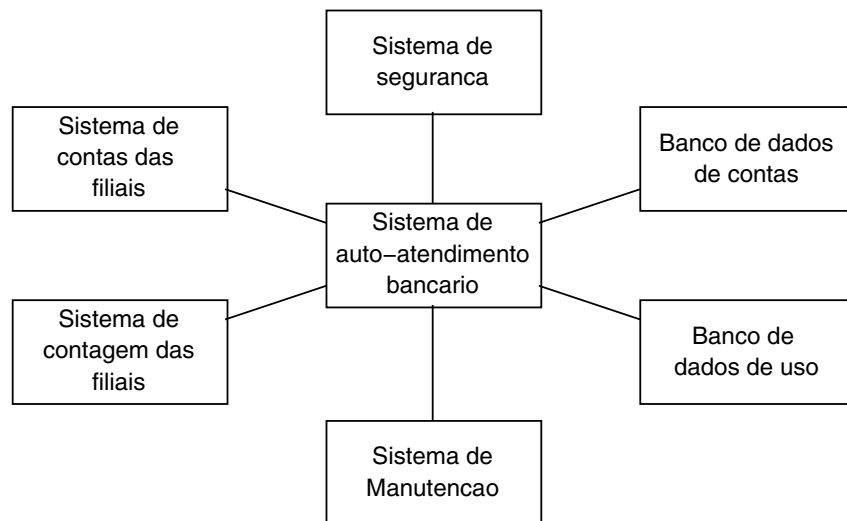 Sistema de
seguranca
Sistema de
contas das
filiais
Banco de dados
de contas
Sistema de
auto−atendimento
bancario
Sistema de
contagem das
filiais
Banco de
dados de uso
Sistema de
Manutencao